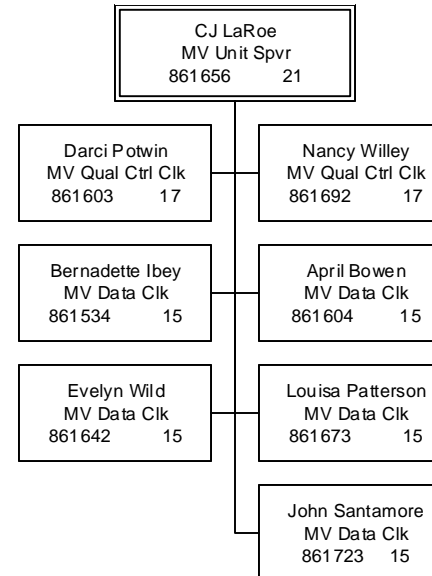 CJ LaRoe
MV Unit Spvr
861656 21
Darci Potwin
MV Qual Ctrl Clk
861603 17
Nancy Willey
MV Qual Ctrl Clk
861692 17
Bernadette Ibey
MV Data Clk
861534 15
April Bowen
MV Data Clk
861604 15
Evelyn Wild
MV Data Clk
861642 15
Louisa Patterson
MV Data Clk
861673 15
John Santamore
MV Data Clk
861723 15